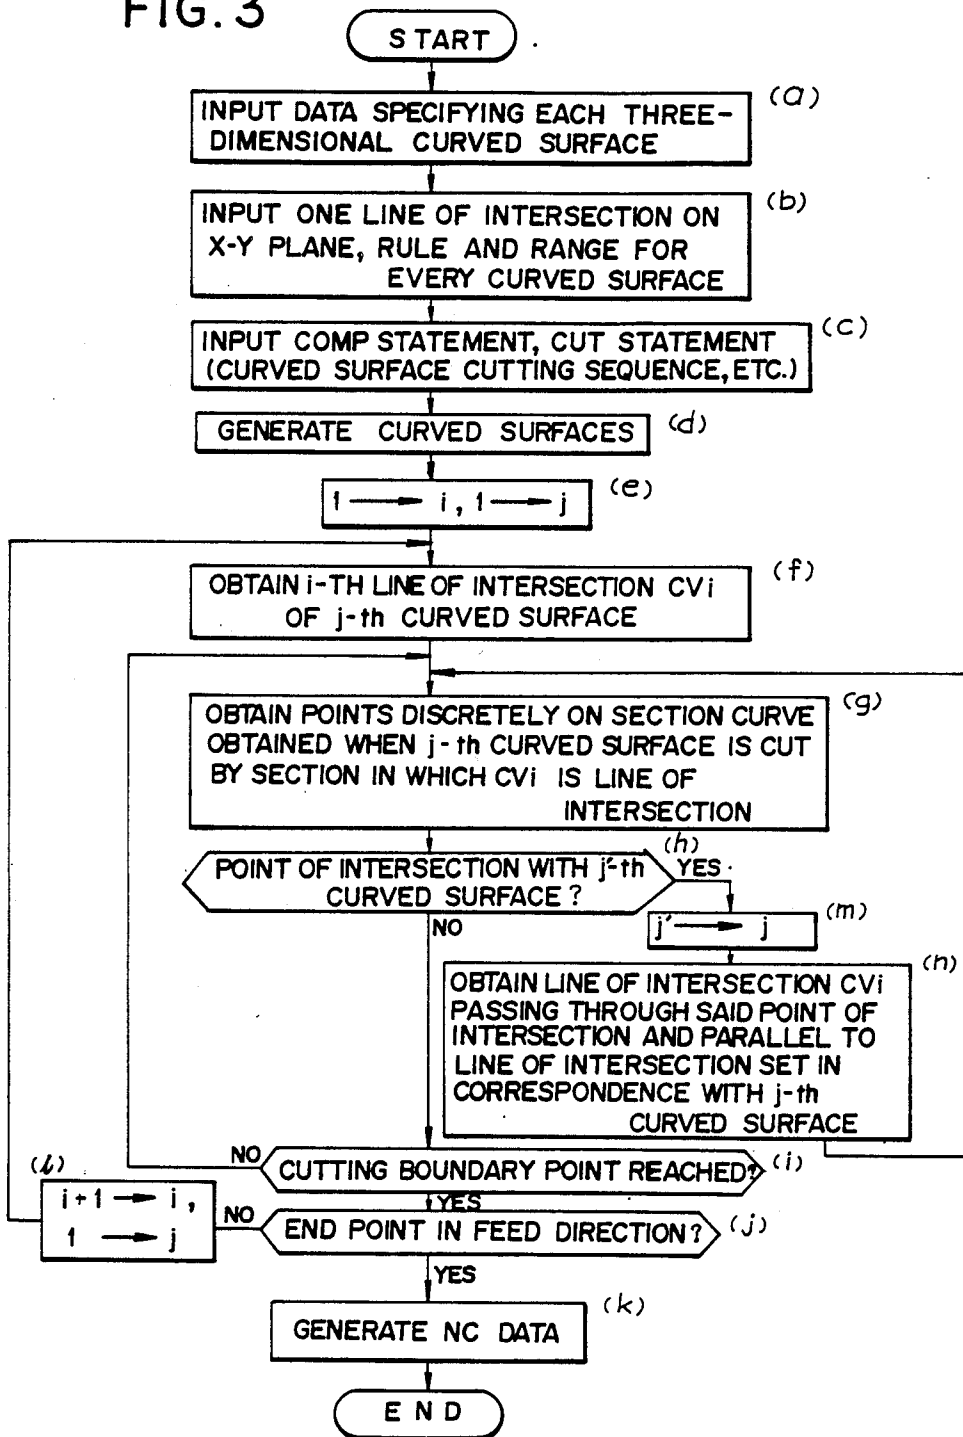 FIG. 3
START
(a)
INPUT DATA SPECIFYING EACH THREE-
DIMENSIONAL CURVED SURFACE
(b)
INPUT ONE LINE OF INTERSECTION ON
X-Y PLANE, RULE AND RANGE FOR
EVERY CURVED SURFACE
(c)
INPUT COMP STATEMENT, CUT STATEMENT
(CURVED SURFACE CUTTING SEQUENCE, ETC.)
(d)
GENERATE CURVED SURFACES
(e)
1 → i, 1 → j
(f)
OBTAIN i-TH LINE OF INTERSECTION CVi
OF j-th CURVED SURFACE
(g)
OBTAIN POINTS DISCRETELY ON SECTION CURVE
OBTAINED WHEN j-th CURVED SURFACE IS CUT
BY SECTION IN WHICH CVi IS LINE OF
INTERSECTION
(h)
POINT OF INTERSECTION WITH j'-th
CURVED SURFACE?
YES
NO
(m)
j' → j
(n)
OBTAIN LINE OF INTERSECTION CVi
PASSING THROUGH SAID POINT OF
INTERSECTION AND PARALLEL TO
LINE OF INTERSECTION SET IN
CORRESPONDENCE WITH j-th
CURVED SURFACE
NO
CUTTING BOUNDARY POINT REACHED?
(i)
YES
(l)
i+1 → i,
1 → j
NO
END POINT IN FEED DIRECTION?
(j)
YES
(k)
GENERATE NC DATA
END